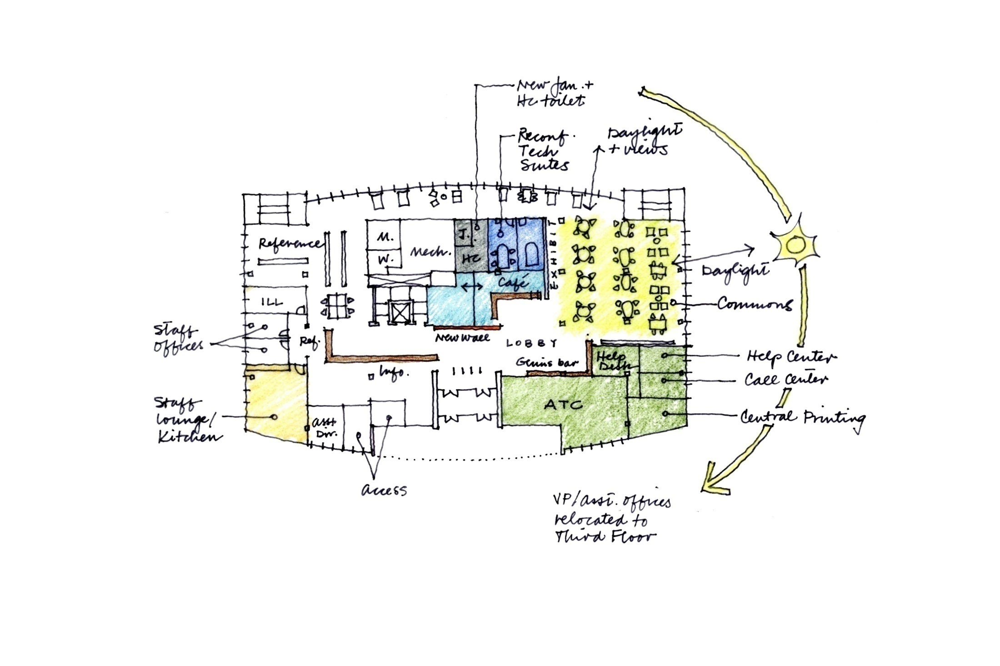 New Jan. +
Hc toilet
Reconf.
Tech
Suites
Daylight
+ views
Reference
M.
W.
Mech.
J.
HC
Café
EXHIBIT
Daylight
Commons
ILL
Staff
Offices
Ref.
New wall
LOBBY
Genius bar
Info.
Help
Desk
Help Center
Call Center
Central Printing
ATC
Staff
Lounge/
Kitchen
Asst
Dir.
Access
VP/Asst. offices
relocated to
Third Floor